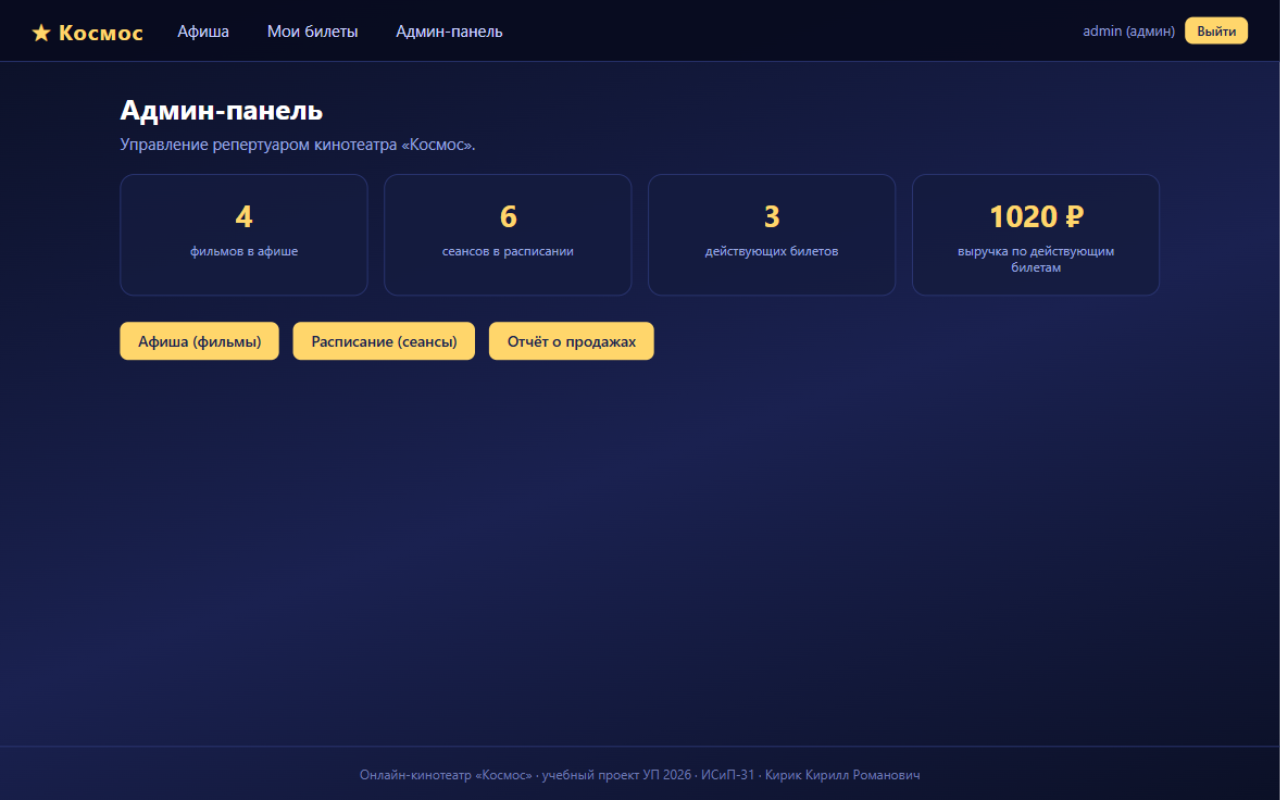 ★ Космос Афиша Мои билеты Админ-панель admin (админ) Выйти
Админ-панель
Управление репертуаром кинотеатра «Космос».
4
фильмов в афише
6
сеансов в расписании
3
действующих билетов
1020 ₽
выручка по действующим
билетам
Афиша (фильмы) Расписание (сеансы) Отчёт о продажах
Онлайн-кинотеатр «Космос» · учебный проект УП 2026 · ИСиП-31 · Кирик Кирилл Романович